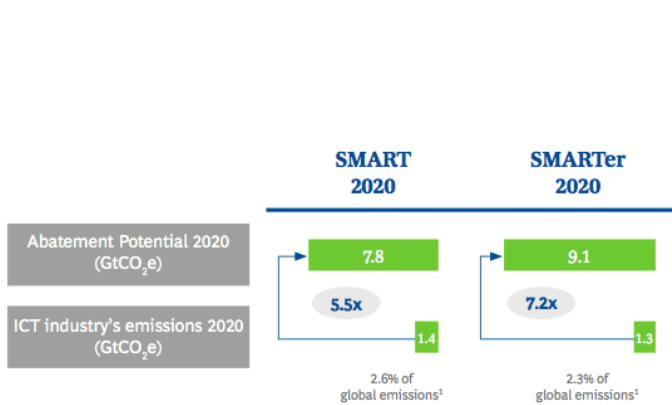 SMART
2020
SMARTer
2020
Abatement Potential 2020
(GtCO₂e)
7.8
9.1
5.5x
7.2x
ICT industry's emissions 2020
(GtCO₂e)
1.4
1.3
2.6% of
global emissions¹
2.3% of
global emissions¹